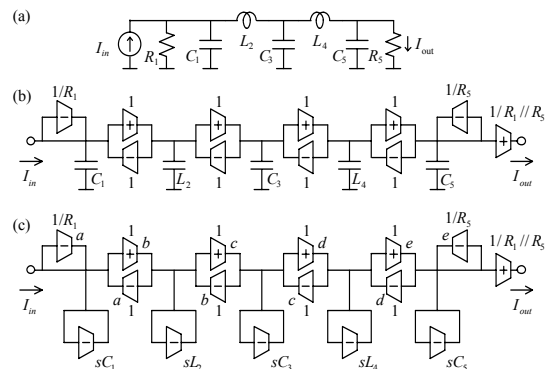 (a)
I_in R_1 C_1 L_2 C_3 L_4 C_5 R_5 I_out
(b)
1/R_1 1 1 1 1 1/R_5 1/R_1//R_5
+ + + + +
− − − − − −
I_in C_1 1 L_2 1 C_3 1 L_4 1 C_5 I_out
(c)
1/R_1 1 1 1 1 1/R_5 1/R_1//R_5
a b c d e e
− + + + + − +
a b c d
− − − −
I_in 1 1 1 1 I_out
− − − − −
sC_1 sL_2 sC_3 sL_4 sC_5